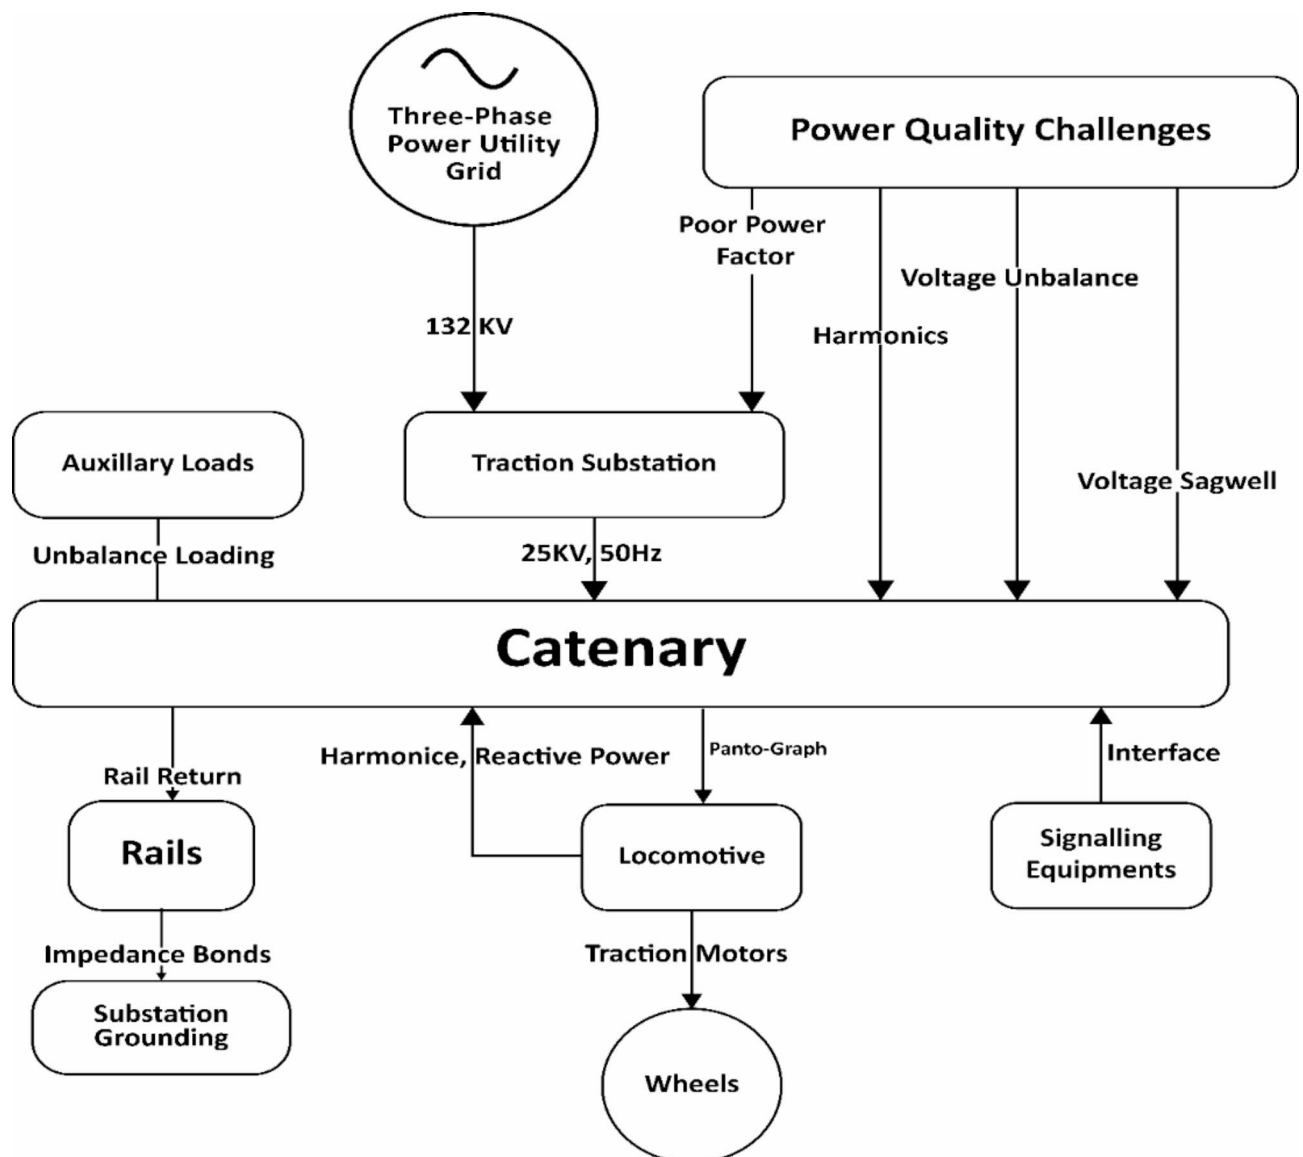 Three-Phase
Power Utility
Grid
Power Quality Challenges
Poor Power
Factor
Voltage Unbalance
132 KV
Harmonics
Auxillary Loads
Traction Substation
Voltage Sagwell
Unbalance Loading
25KV, 50Hz
Catenary
Harmonice, Reactive Power
Panto-Graph
Interface
Rail Return
Rails
Locomotive
Signalling
Equipments
Impedance Bonds
Traction Motors
Substation
Grounding
Wheels